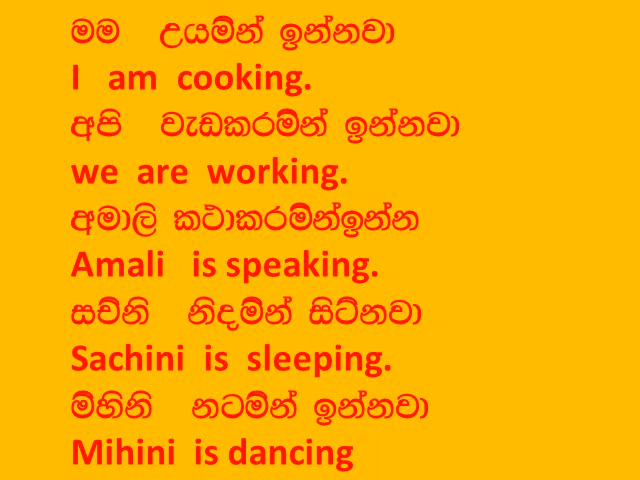 මම උයමින් ඉන්නවා
I am cooking.
අපි වැඩකරමින් ඉන්නවා
we are working.
අමාලි කථාකරමින්ඉන්න
Amali is speaking.
සචිනි නිදමින් සිටිනවා
Sachini is sleeping.
මිහිනි නටමින් ඉන්නවා
Mihini is dancing